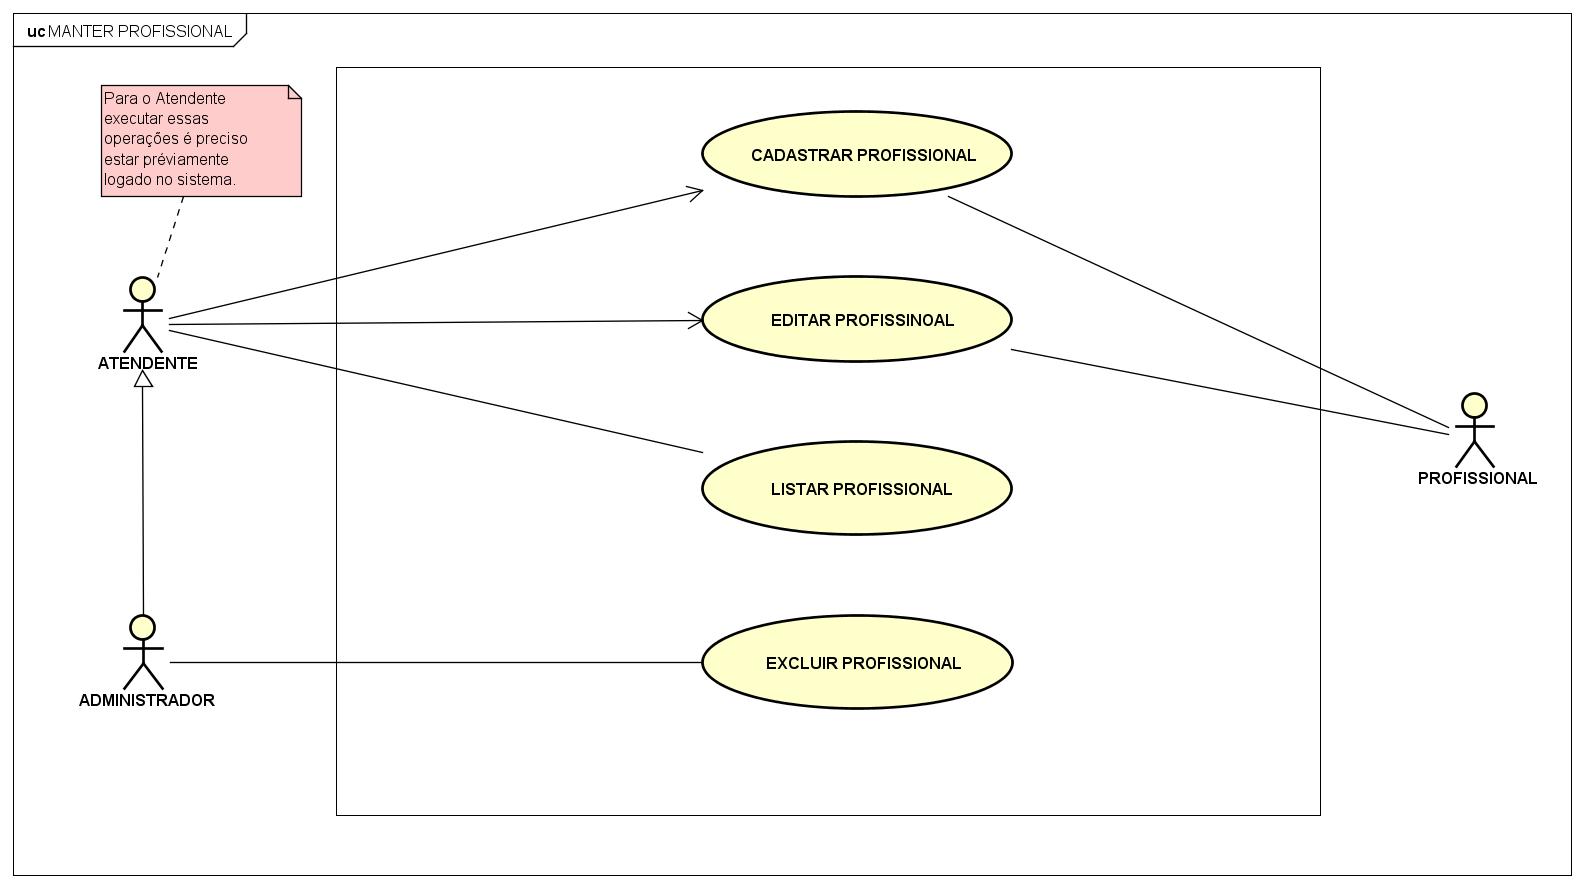 uc MANTER PROFISSIONAL
Para o Atendente
executar essas
operações é preciso
estar préviamente
logado no sistema.
CADASTRAR PROFISSIONAL
EDITAR PROFISSINOAL
ATENDENTE
LISTAR PROFISSIONAL
PROFISSIONAL
EXCLUIR PROFISSIONAL
ADMINISTRADOR